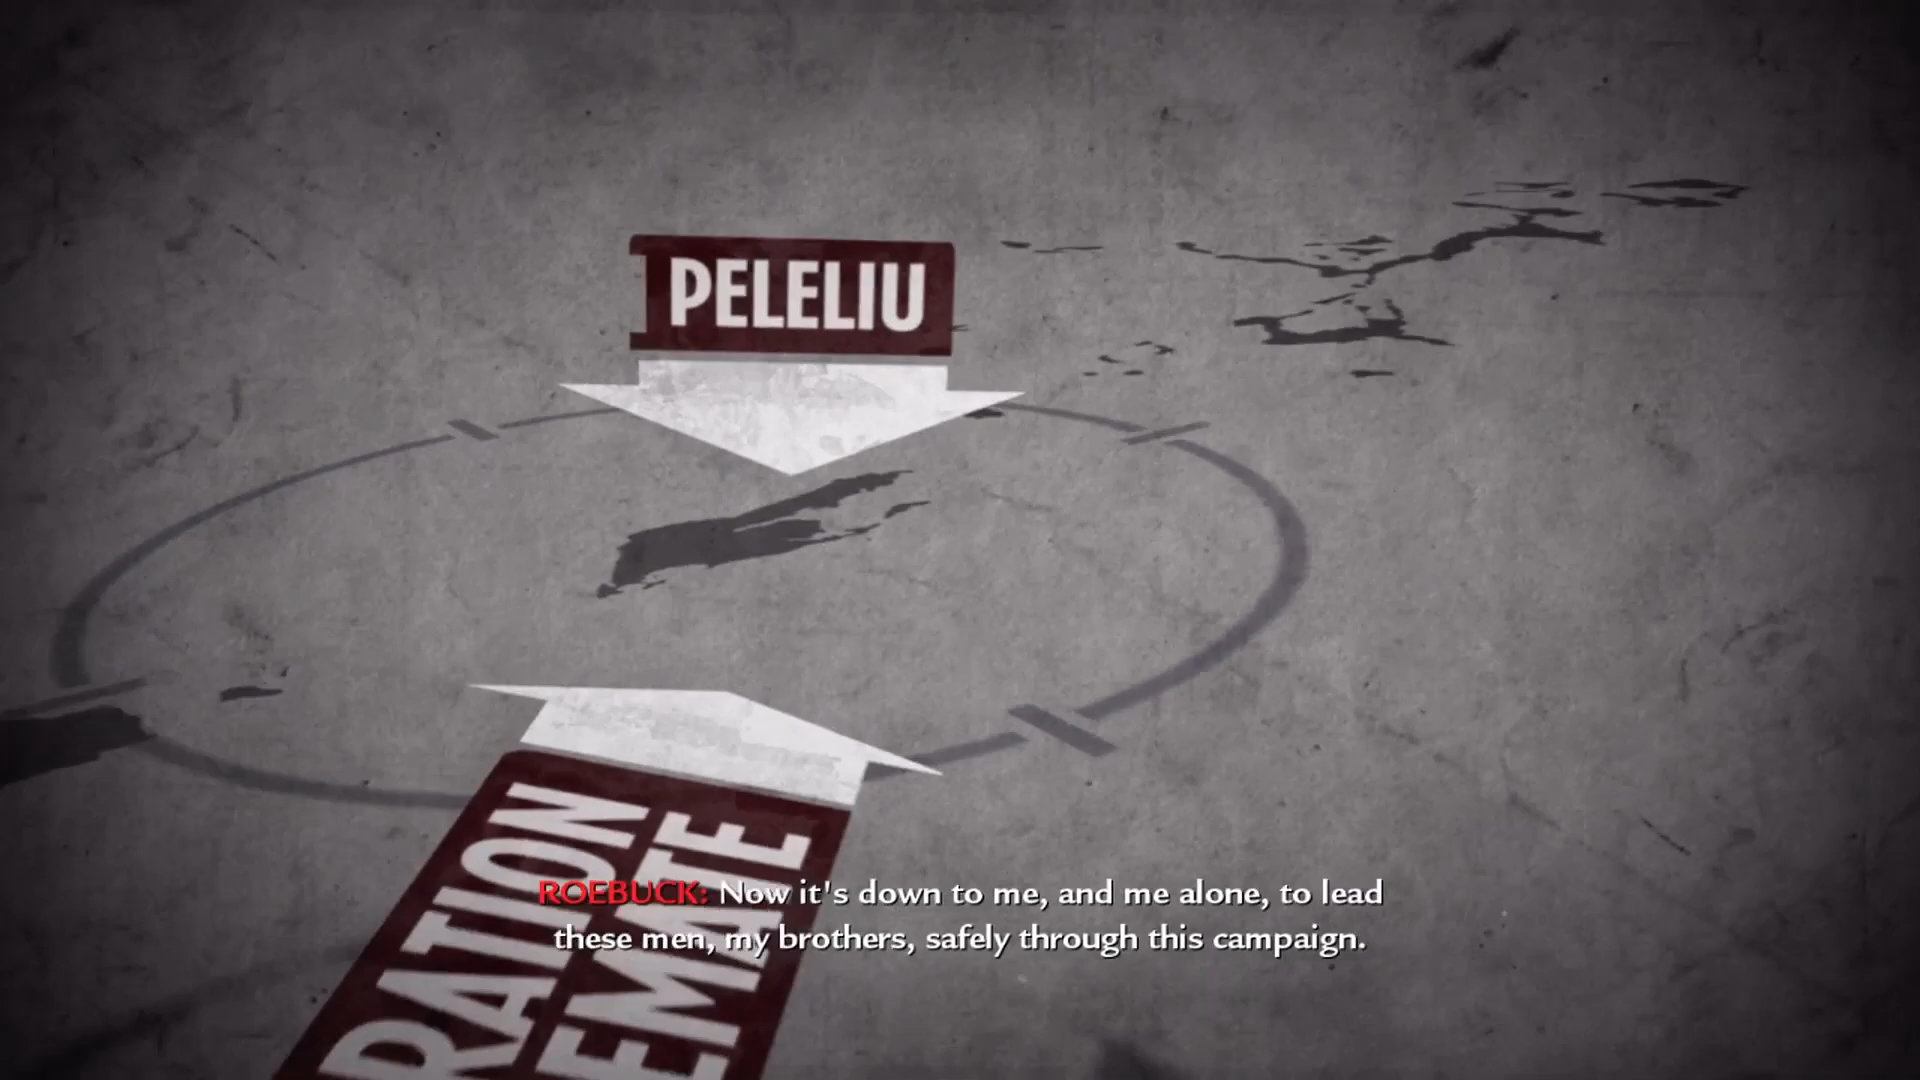 PELELIU
RATION
EMATE
ROEBUCK: Now it's down to me, and me alone, to lead
these men, my brothers, safely through this campaign.